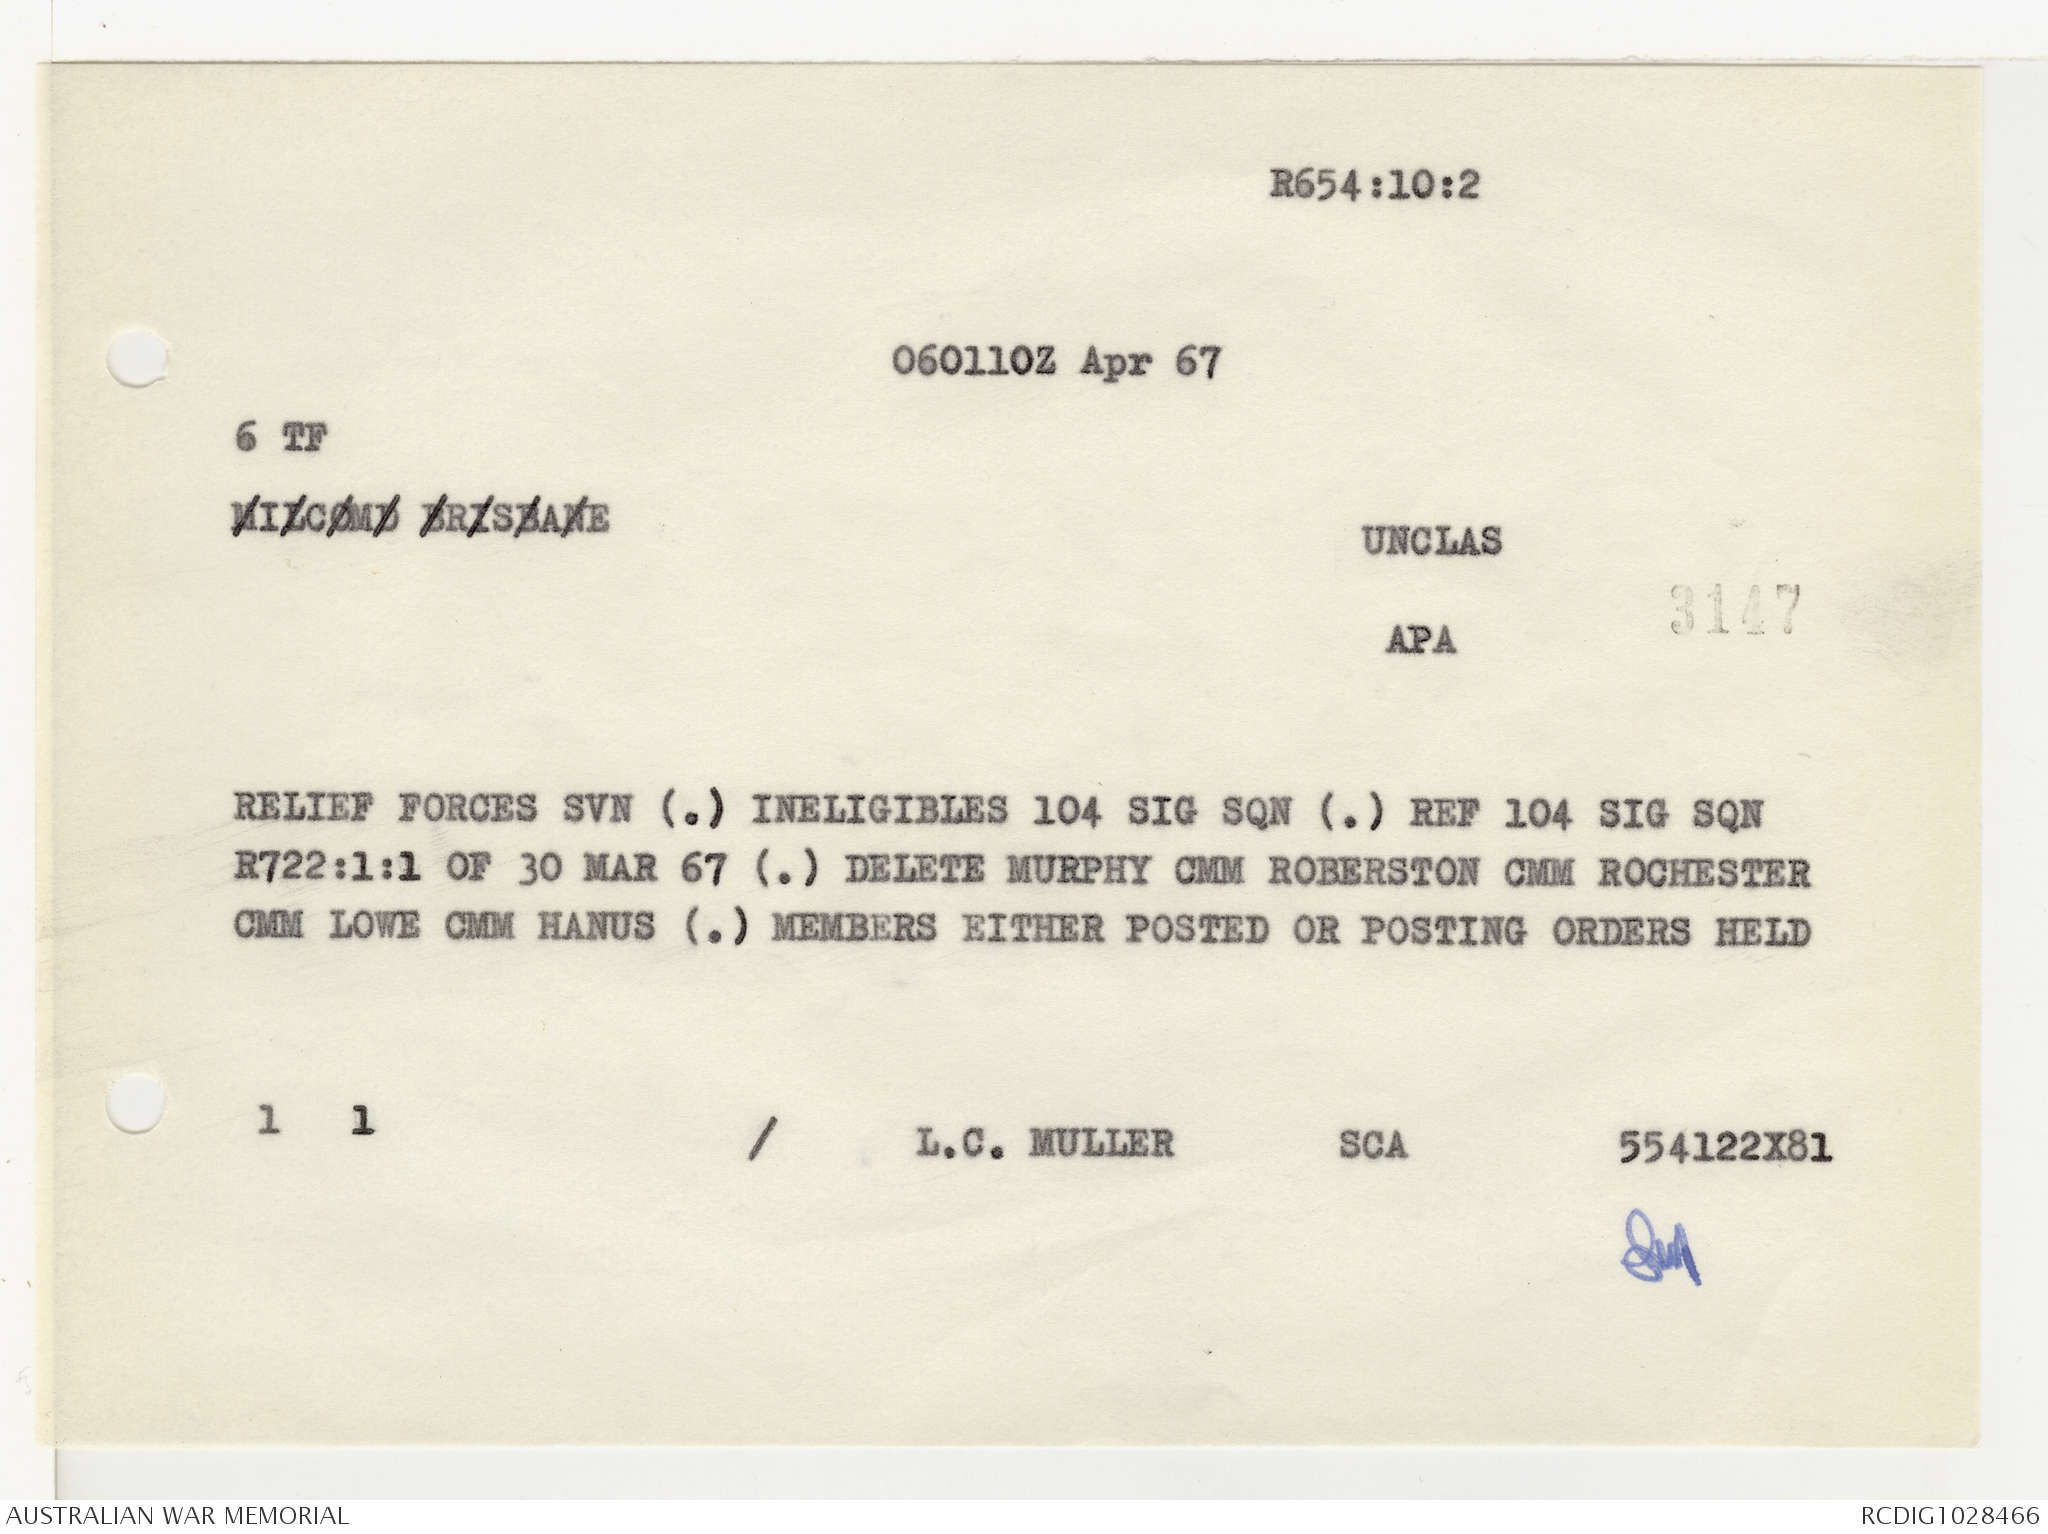 R654:10:2
060110Z Apr 67
6 TF
MILCOMD BRISBANE
UNCLAS
3147
APA
RELIEF FORCES SVN (.) INELIGIBLES 104 SIG SQN (.) REF 104 SIG SQN
R722:1:1 OF 30 MAR 67 (.) DELETE MURPHY CMM ROBERSTON CMM ROCHESTER
CMM LOWE CMM HANUS (.) MEMBERS EITHER POSTED OR POSTING ORDERS HELD
1 1 / L.C. MULLER SCA 554122X81
AUSTRALIAN WAR MEMORIAL RCDIG1028466